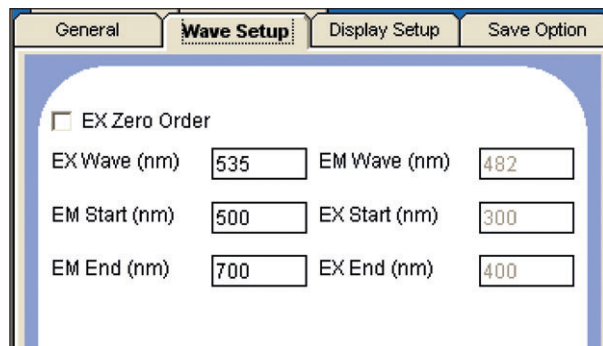 General Wave Setup Display Setup Save Option
EX Zero Order
EX Wave (nm) 535 EM Wave (nm) 482
EM Start (nm) 500 EX Start (nm) 300
EM End (nm) 700 EX End (nm) 400